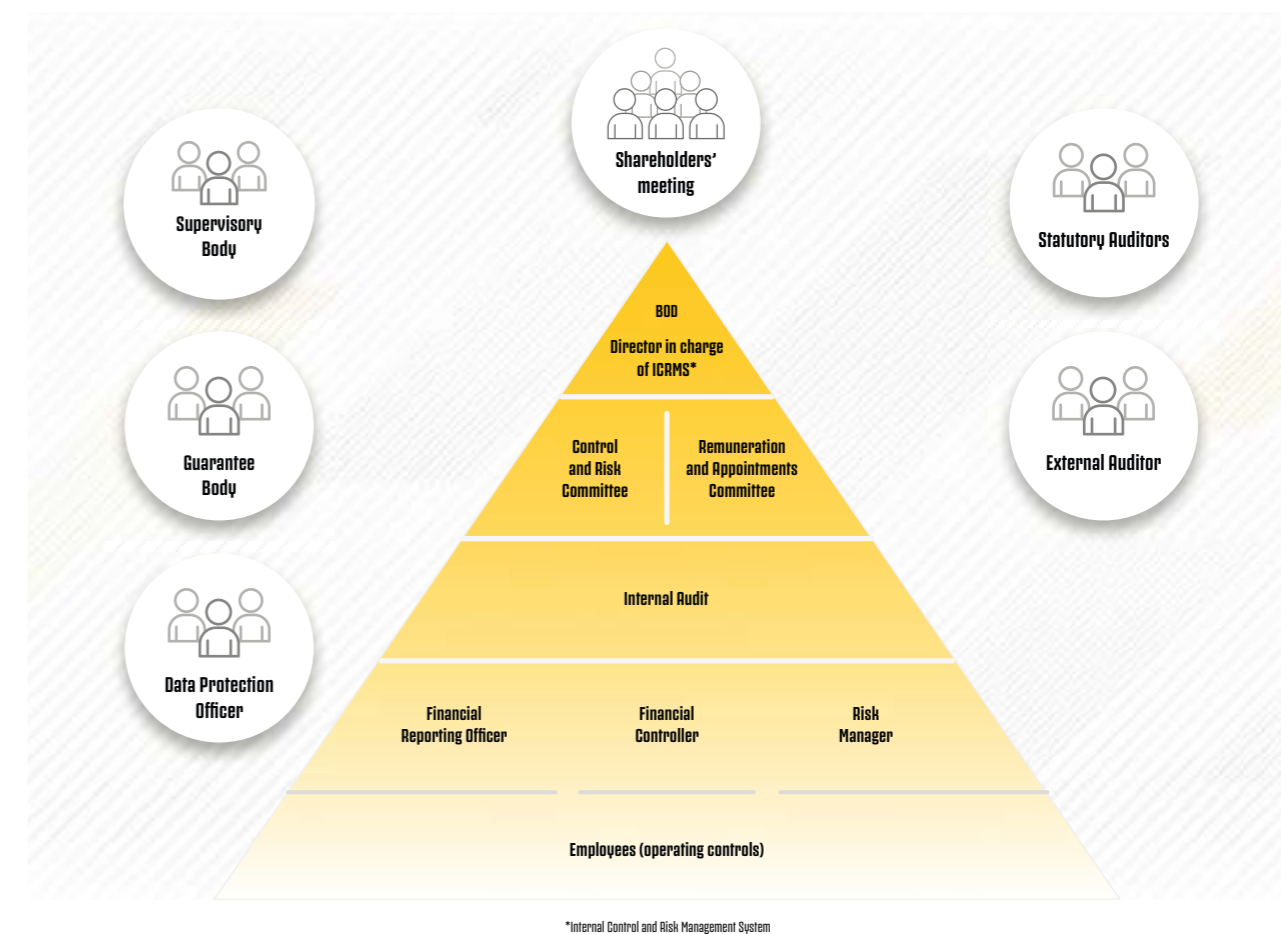 Shareholders'
meeting
Supervisory
Body
Statutory Auditors
BOD
Director in charge
of ICRMS*
Guarantee
Body
Control
and Risk
Committee
Remuneration
and Appointments
Committee
External Auditor
Internal Audit
Data Protection
Officer
Financial
Reporting Officer
Financial
Controller
Risk
Manager
Employees (operating controls)
*Internal Control and Risk Management System